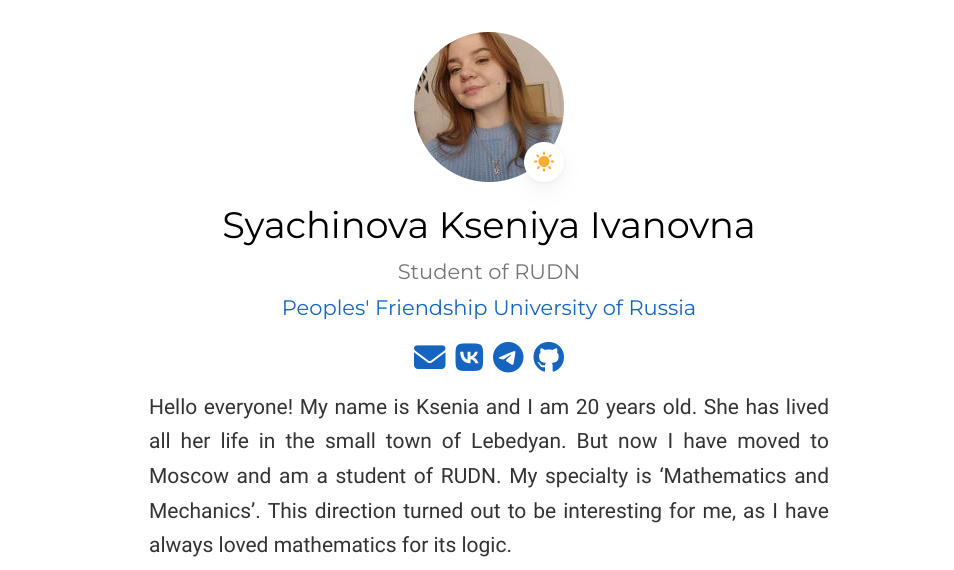 Syachinova Kseniya Ivanovna
Student of RUDN
Peoples' Friendship University of Russia
Hello everyone! My name is Ksenia and I am 20 years old. She has lived
all her life in the small town of Lebedyan. But now I have moved to
Moscow and am a student of RUDN. My specialty is ‘Mathematics and
Mechanics’. This direction turned out to be interesting for me, as I have
always loved mathematics for its logic.